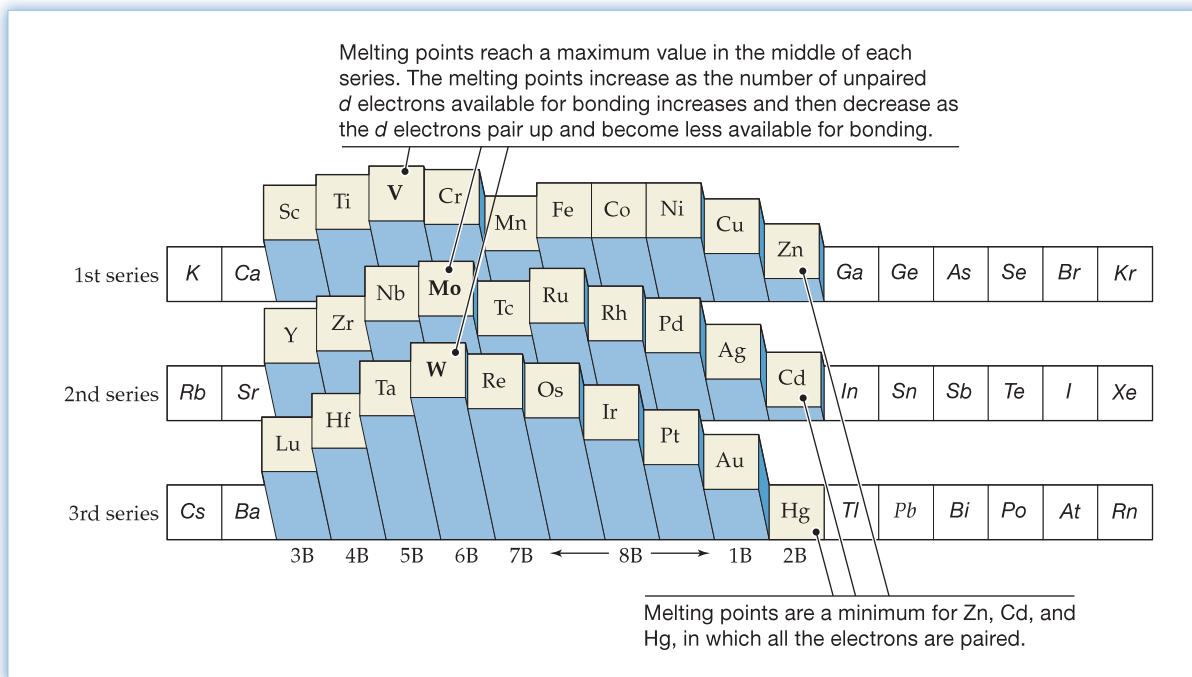 Melting points reach a maximum value in the middle of each
series. The melting points increase as the number of unpaired
d electrons available for bonding increases and then decrease as
the d electrons pair up and become less available for bonding.
Sc Ti V Cr Mn Fe Co Ni Cu Zn
1st series K Ca Ga Ge As Se Br Kr
Y Zr Nb Mo Tc Ru Rh Pd Ag Cd
2nd series Rb Sr In Sn Sb Te I Xe
Lu Hf Ta W Re Os Ir Pt Au Hg
3rd series Cs Ba Tl Pb Bi Po At Rn
3B 4B 5B 6B 7B 8B 1B 2B
Melting points are a minimum for Zn, Cd, and
Hg, in which all the electrons are paired.